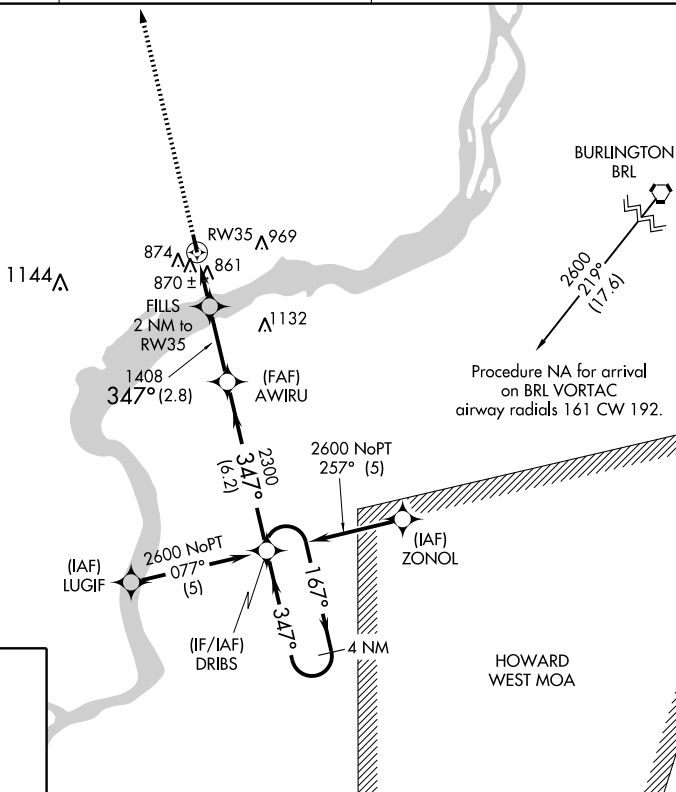 BURLINGTON
BRL
2600
219°
(17.6)
RW35
969
874
861
870 ±
1144
FILLS
2 NM to
RW35
1132
1408
347° (2.8)
(FAF)
AWIRU
Procedure NA for arrival
on BRL VORTAC
airway radials 161 CW 192.
2300
347°
(6.2)
2600 NoPT
257° (5)
(IAF)
ZONOL
(IAF)
LUGIF
2600 NoPT
077°
(5)
167°
347°
4 NM
(IF/IAF)
DRIBS
HOWARD
WEST MOA